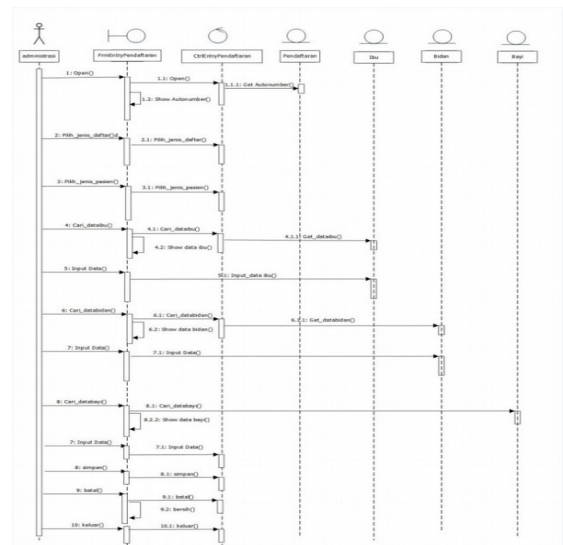 administrasi
FrmEntryPendaftaran
CtrlEntryPendaftaran
Pendaftaran
Ibu
Bidan
Bayi
1: Open()
1.1: Open()
1.1.1: Get Autonumber()
1.2: Show Autonumber()
2: Pilih_jenis_daftar()d
2.1: Pilih_jenis_daftar()
3: Pilih_jenis_pasien()
3.1: Pilih_jenis_pasien()
4: Cari_dataibu()
4.1: Cari_dataibu()
4.1.1: Get_dataibu()
4.2: Show data ibu()
5: Input Data()
5.1: Input_data ibu()
6: Cari_databidan()
6.1: Cari_databidan()
6.1.1: Get_databidan()
6.2: Show data bidan()
7: Input Data()
7.1: Input Data()
8: Cari_databayi()
8.1: Cari_databayi()
8.2.2: Show data bayi()
7: Input Data()
7.1: Input Data()
8: simpan()
8.1: simpan()
9: batal()
9.1: batal()
9.2: bersih()
10: keluar()
10.1: keluar()